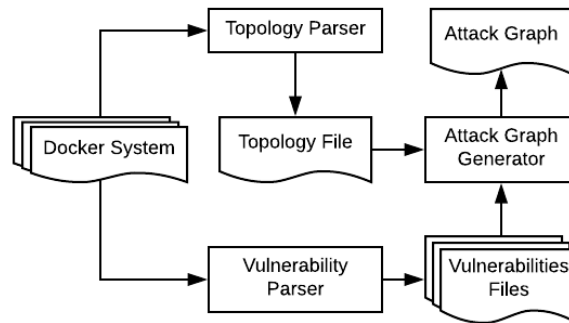 Topology Parser
Attack Graph
Docker System
Topology File
Attack Graph
Generator
Vulnerability
Parser
Vulnerabilities
Files